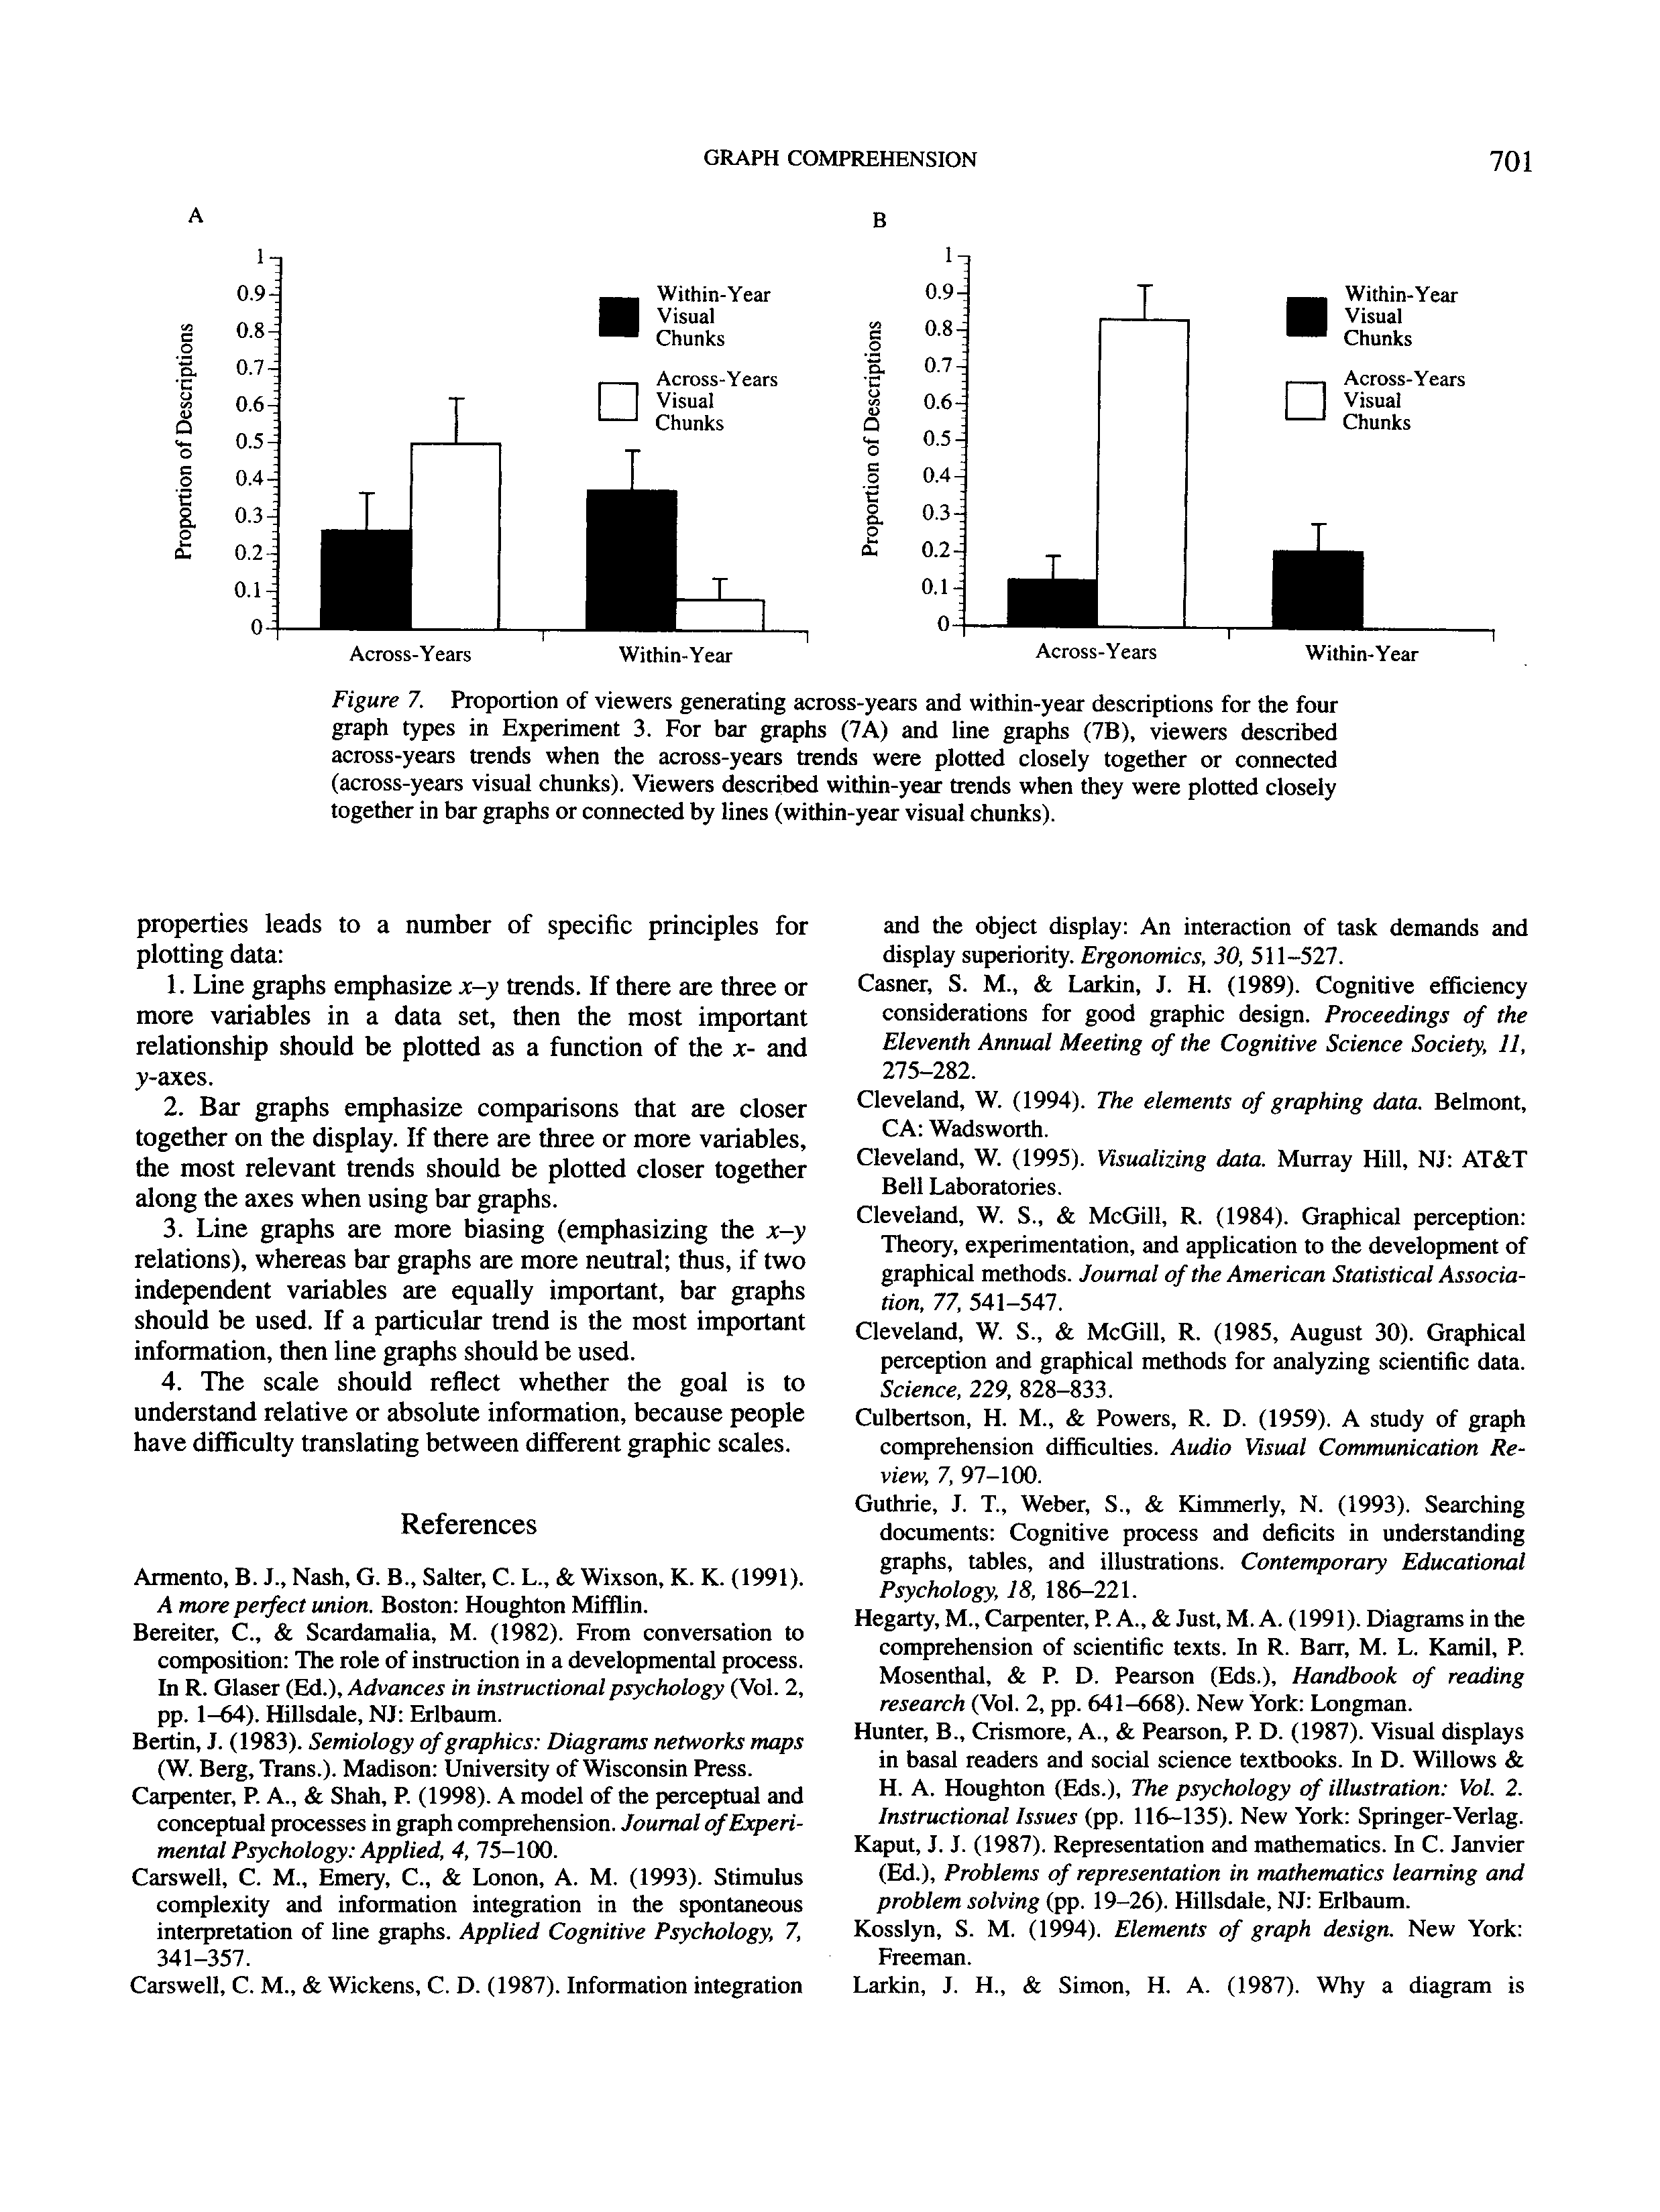 GRAPH COMPREHENSION
701
A
1
0.9
0.8
0.7
0.6
0.5
0.4
0.3
0.2
0.1
0
Proportion of Descriptions
Within-Year
Visual
Chunks
Across-Years
Visual
Chunks
Across-Years
Within-Year
B
1
0.9
0.8
0.7
0.6
0.5
0.4
0.3
0.2
0.1
0
Proportion of Descriptions
Within-Year
Visual
Chunks
Across-Years
Visual
Chunks
Across-Years
Within-Year
Figure 7. Proportion of viewers generating across-years and within-year descriptions for the four
graph types in Experiment 3. For bar graphs (7A) and line graphs (7B), viewers described
across-years trends when the across-years trends were plotted closely together or connected
(across-years visual chunks). Viewers described within-year trends when they were plotted closely
together in bar graphs or connected by lines (within-year visual chunks).
properties leads to a number of specific principles for
plotting data:
1. Line graphs emphasize x–y trends. If there are three or
more variables in a data set, then the most important
relationship should be plotted as a function of the x- and
y-axes.
2. Bar graphs emphasize comparisons that are closer
together on the display. If there are three or more variables,
the most relevant trends should be plotted closer together
along the axes when using bar graphs.
3. Line graphs are more biasing (emphasizing the x–y
relations), whereas bar graphs are more neutral; thus, if two
independent variables are equally important, bar graphs
should be used. If a particular trend is the most important
information, then line graphs should be used.
4. The scale should reflect whether the goal is to
understand relative or absolute information, because people
have difficulty translating between different graphic scales.
References
Armento, B. J., Nash, G. B., Salter, C. L., & Wixson, K. K. (1991).
A more perfect union. Boston: Houghton Mifflin.
Bereiter, C., & Scardamalia, M. (1982). From conversation to
composition: The role of instruction in a developmental process.
In R. Glaser (Ed.), Advances in instructional psychology (Vol. 2,
pp. 1–64). Hillsdale, NJ: Erlbaum.
Bertin, J. (1983). Semiology of graphics: Diagrams networks maps
(W. Berg, Trans.). Madison: University of Wisconsin Press.
Carpenter, P. A., & Shah, P. (1998). A model of the perceptual and
conceptual processes in graph comprehension. Journal of Experi-
mental Psychology: Applied, 4, 75–100.
Carswell, C. M., Emery, C., & Lonon, A. M. (1993). Stimulus
complexity and information integration in the spontaneous
interpretation of line graphs. Applied Cognitive Psychology, 7,
341–357.
Carswell, C. M., & Wickens, C. D. (1987). Information integration
and the object display: An interaction of task demands and
display superiority. Ergonomics, 30, 511–527.
Casner, S. M., & Larkin, J. H. (1989). Cognitive efficiency
considerations for good graphic design. Proceedings of the
Eleventh Annual Meeting of the Cognitive Science Society, 11,
275–282.
Cleveland, W. (1994). The elements of graphing data. Belmont,
CA: Wadsworth.
Cleveland, W. (1995). Visualizing data. Murray Hill, NJ: AT&T
Bell Laboratories.
Cleveland, W. S., & McGill, R. (1984). Graphical perception:
Theory, experimentation, and application to the development of
graphical methods. Journal of the American Statistical Associa-
tion, 77, 541–547.
Cleveland, W. S., & McGill, R. (1985, August 30). Graphical
perception and graphical methods for analyzing scientific data.
Science, 229, 828–833.
Culbertson, H. M., & Powers, R. D. (1959). A study of graph
comprehension difficulties. Audio Visual Communication Re-
view, 7, 97–100.
Guthrie, J. T., Weber, S., & Kimmerly, N. (1993). Searching
documents: Cognitive process and deficits in understanding
graphs, tables, and illustrations. Contemporary Educational
Psychology, 18, 186–221.
Hegarty, M., Carpenter, P. A., & Just, M. A. (1991). Diagrams in the
comprehension of scientific texts. In R. Barr, M. L. Kamil, P.
Mosenthal, & P. D. Pearson (Eds.), Handbook of reading
research (Vol. 2, pp. 641–668). New York: Longman.
Hunter, B., Crismore, A., & Pearson, P. D. (1987). Visual displays
in basal readers and social science textbooks. In D. Willows &
H. A. Houghton (Eds.), The psychology of illustration: Vol. 2.
Instructional Issues (pp. 116–135). New York: Springer-Verlag.
Kaput, J. J. (1987). Representation and mathematics. In C. Janvier
(Ed.), Problems of representation in mathematics learning and
problem solving (pp. 19–26). Hillsdale, NJ: Erlbaum.
Kosslyn, S. M. (1994). Elements of graph design. New York:
Freeman.
Larkin, J. H., & Simon, H. A. (1987). Why a diagram is